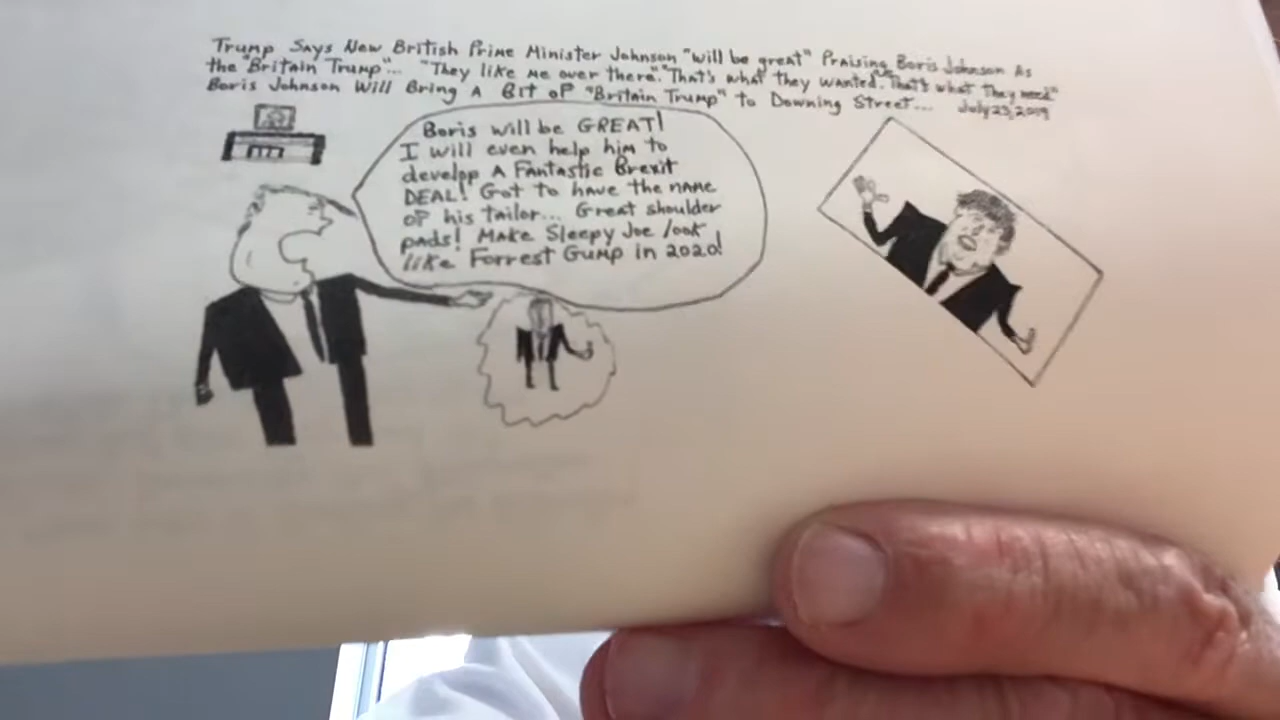 Trump Says New British Prime Minister Johnson "will be great" Praising Boris Johnson As
the "Britain Trump"... "They like me over there." "That's what they wanted." "That's what they need"
Boris Johnson Will Bring A Bit of "Britain Trump" to Downing Street... July 23, 2019
Boris will be GREAT!
I will even help him to
develop A Fantastic Brexit
DEAL! Got to have the name
of his tailor... Great shoulder
pads! Make Sleepy Joe look
like Forrest Gump in 2020!